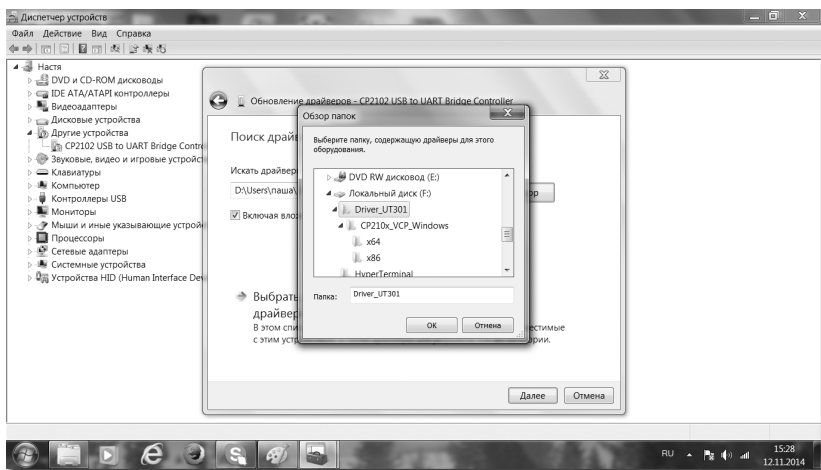 Диспетчер устройств
Файл Действие Вид Справка
Настя
DVD и CD-ROM дисководы
IDE ATA/ATAPI контроллеры
Видеоадаптеры
Дисковые устройства
Другие устройства
CP2102 USB to UART Bridge Contr
Звуковые, видео и игровые устройст
Клавиатуры
Компьютер
Контроллеры USB
Мониторы
Мыши и иные указывающие устрой
Процессоры
Сетевые адаптеры
Системные устройства
Устройства HID (Human Interface Dev
Обновление драйверов - CP2102 USB to UART Bridge Controller
Поиск драйв
Искать драйвер
D:\Users\паша\
ор
Включая влож
Выбрать
драйвер
В этом спи
естимые
с этим устр
ории.
Далее
Отмена
Обзор папок
Выберите папку, содержащую драйверы для этого
оборудования.
DVD RW дисковод (E:)
Локальный диск (F:)
Driver_UT301
CP210x_VCP_Windows
x64
x86
HyperTerminal
Папка:
Driver_UT301
ОК
Отмена
RU
15:28
12.11.2014